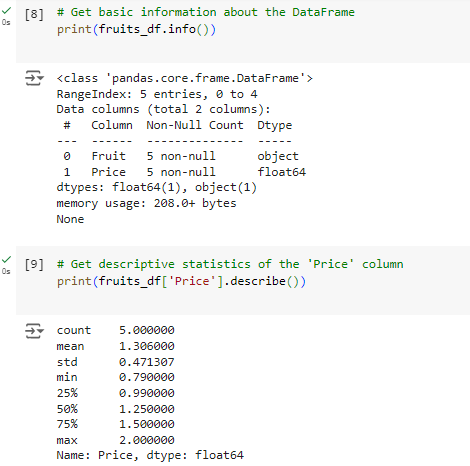 [8] # Get basic information about the DataFrame
0s print(fruits_df.info())
<class 'pandas.core.frame.DataFrame'>
RangeIndex: 5 entries, 0 to 4
Data columns (total 2 columns):
 #   Column  Non-Null Count  Dtype
---  ------  --------------  -----
 0   Fruit   5 non-null      object
 1   Price   5 non-null      float64
dtypes: float64(1), object(1)
memory usage: 208.0+ bytes
None
[9] # Get descriptive statistics of the 'Price' column
0s print(fruits_df['Price'].describe())
count    5.000000
mean     1.306000
std      0.471307
min      0.790000
25%      0.990000
50%      1.250000
75%      1.500000
max      2.000000
Name: Price, dtype: float64